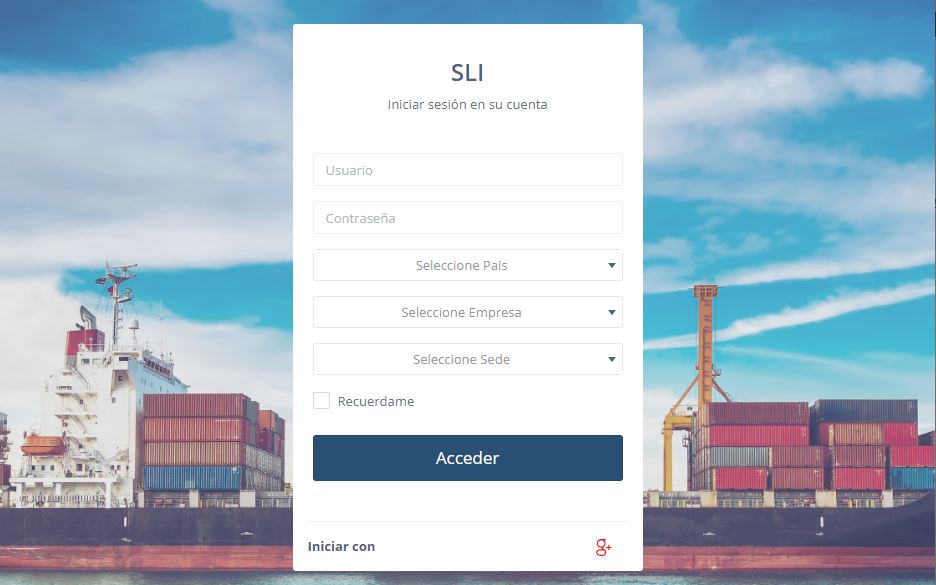 SLI
Iniciar sesión en su cuenta
Usuario
Contraseña
Seleccione Pais
Seleccione Empresa
Seleccione Sede
Recuerdame
Acceder
Iniciar con
g+